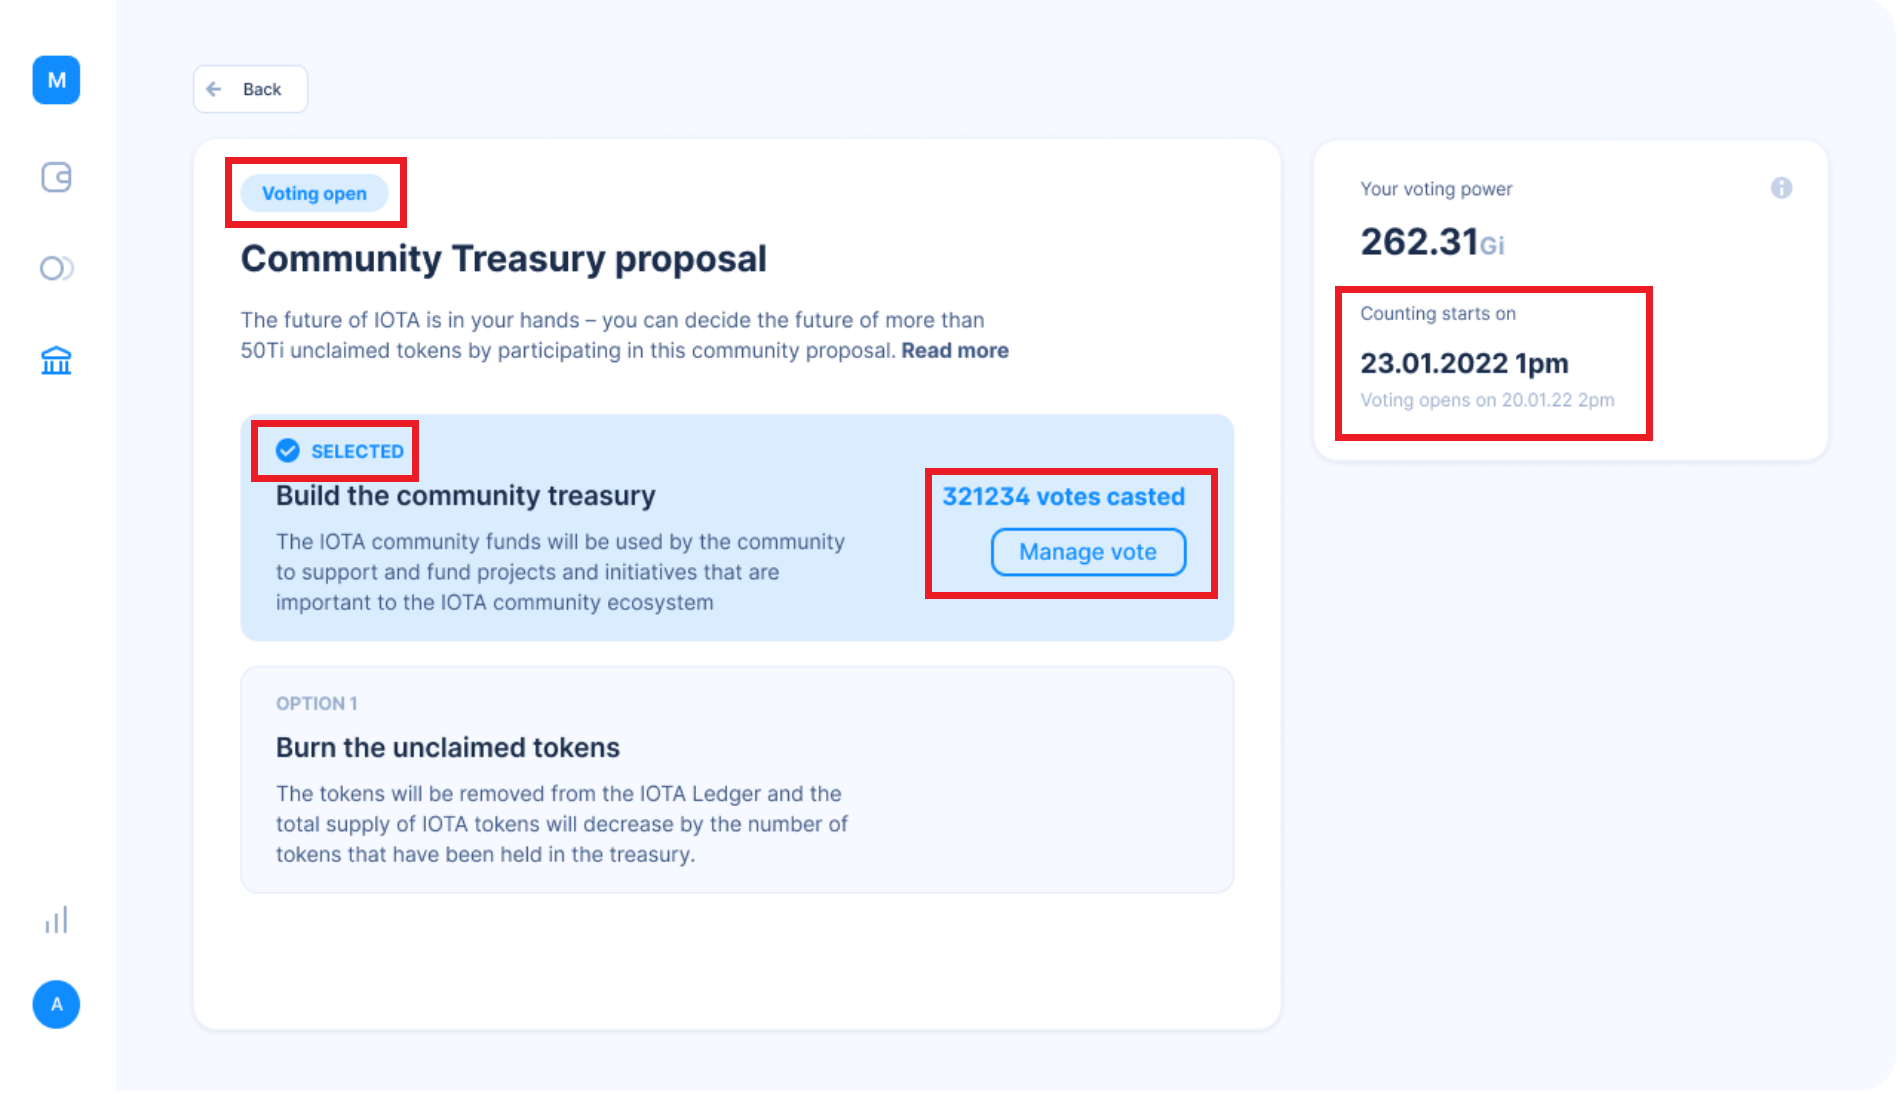 M
Back
Voting open
Community Treasury proposal
The future of IOTA is in your hands – you can decide the future of more than
50Ti unclaimed tokens by participating in this community proposal. Read more
SELECTED
Build the community treasury
The IOTA community funds will be used by the community
to support and fund projects and initiatives that are
important to the IOTA community ecosystem
321234 votes casted
Manage vote
OPTION 1
Burn the unclaimed tokens
The tokens will be removed from the IOTA Ledger and the
total supply of IOTA tokens will decrease by the number of
tokens that have been held in the treasury.
Your voting power
262.31Gi
Counting starts on
23.01.2022 1pm
Voting opens on 20.01.22 2pm
A